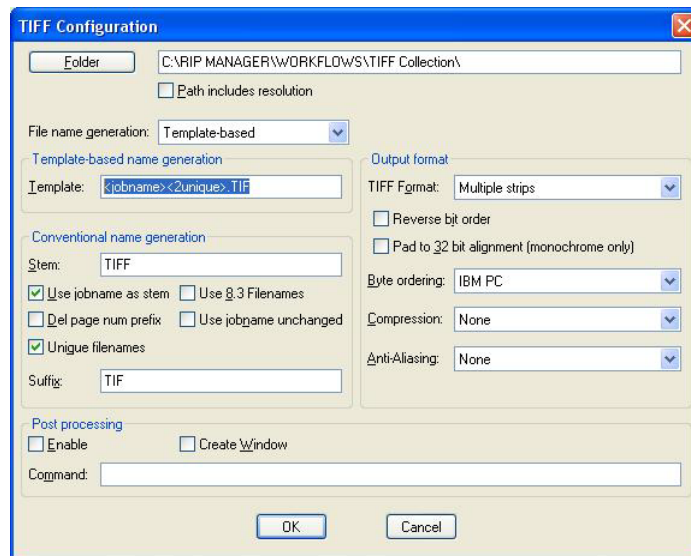 TIFF Configuration
Folder C:\RIP MANAGER\WORKFLOWS\TIFF Collection\
Path includes resolution
File name generation: Template-based
Template-based name generation
Template: <jobname><2unique>.TIF
Conventional name generation
Stem: TIFF
Use jobname as stem Use 8.3 Filenames
Del page num prefix Use jobname unchanged
Unique filenames
Suffix: TIF
Output format
TIFF Format: Multiple strips
Reverse bit order
Pad to 32 bit alignment (monochrome only)
Byte ordering: IBM PC
Compression: None
Anti-Aliasing: None
Post processing
Enable Create Window
Command:
OK Cancel